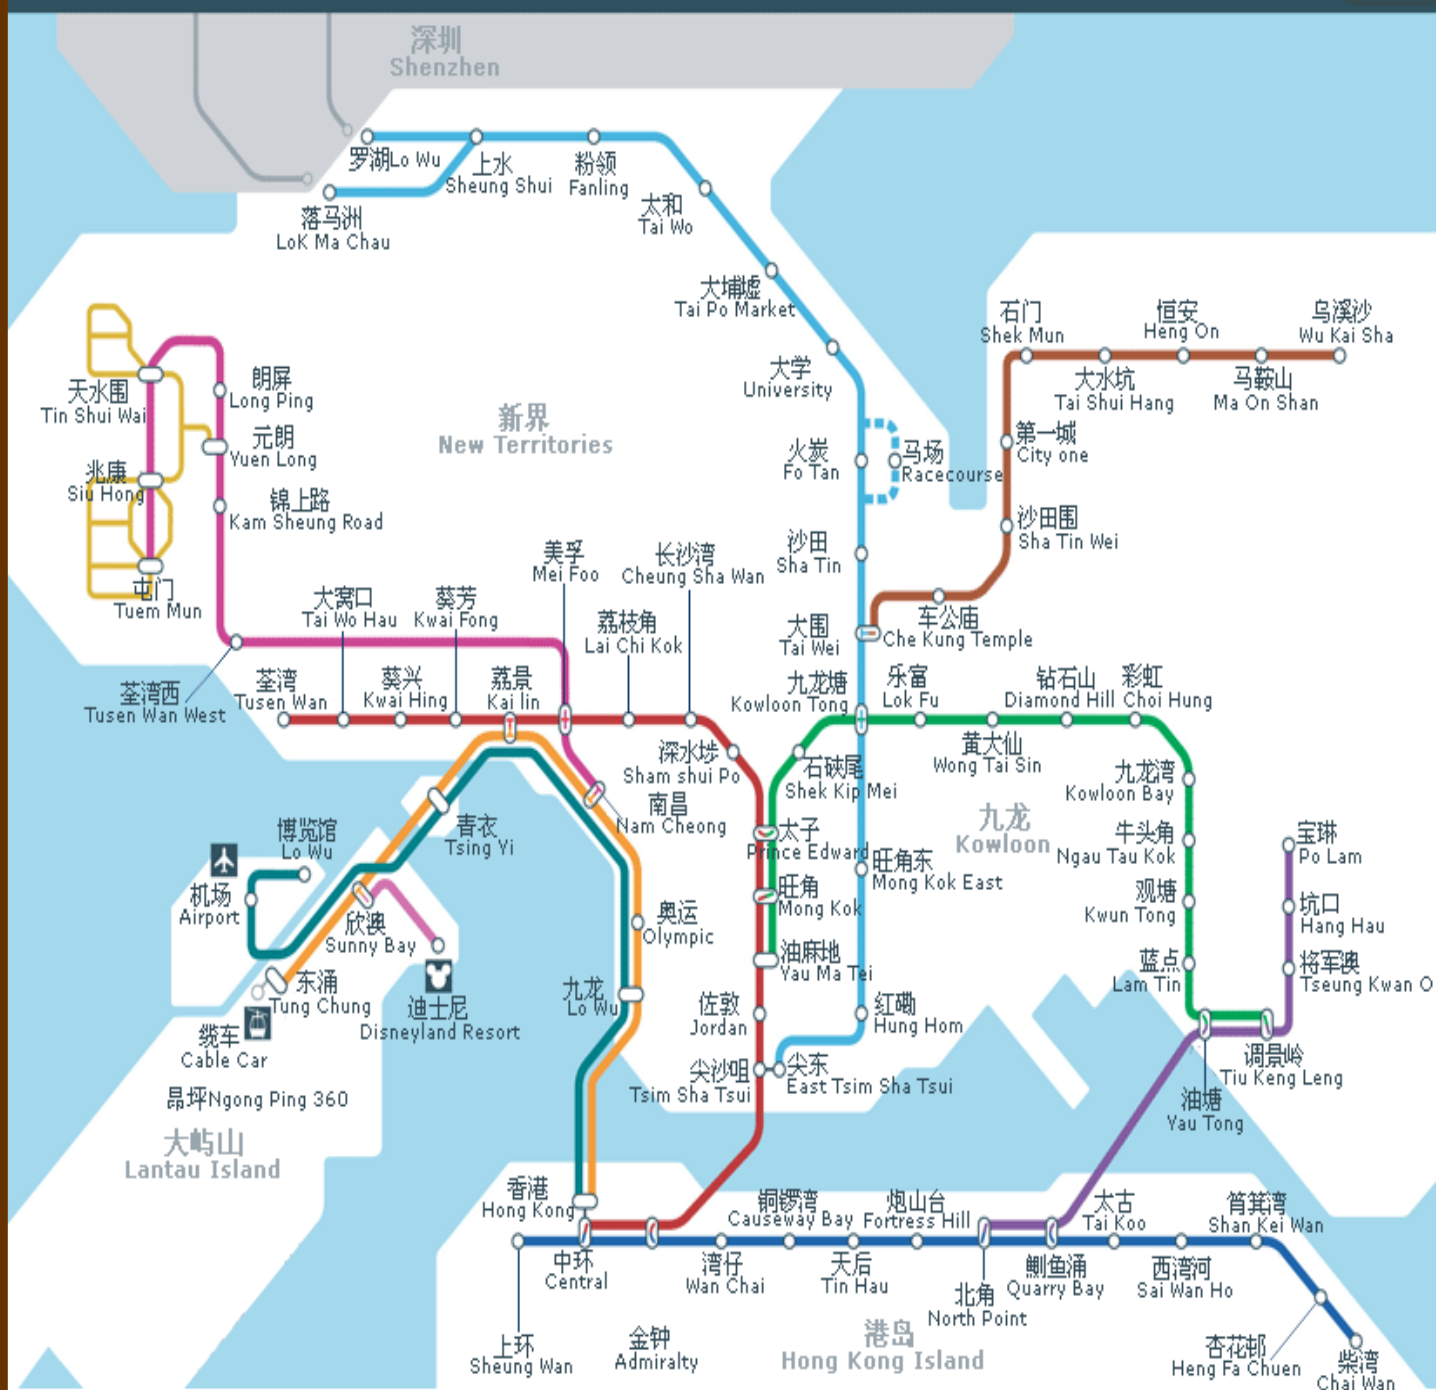 深圳
Shenzhen
罗湖Lo Wu
上水
Sheung Shui
粉领
Fanling
落马洲
LoK Ma Chau
太和
Tai Wo
大埔墟
Tai Po Market
大学
University
石门
Shek Mun
恒安
Heng On
乌溪沙
Wu Kai Sha
大水坑
Tai Shui Hang
马鞍山
Ma On Shan
天水围
Tin Shui Wai
朗屏
Long Ping
新界
New Territories
元朗
Yuen Long
火炭
Fo Tan
马场
Racecourse
第一城
City one
兆康
Siu Hong
锦上路
Kam Sheung Road
沙田围
Sha Tin Wei
美孚
Mei Foo
长沙湾
Cheung Sha Wan
沙田
Sha Tin
屯门
Tuem Mun
大窝口
Tai Wo Hau
葵芳
Kwai Fong
荔枝角
Lai Chi Kok
大围
Tai Wei
车公庙
Che Kung Temple
荃湾西
Tusen Wan West
荃湾
Tusen Wan
葵兴
Kwai Hing
荔景
Kai lin
九龙塘
Kowloon Tong
乐富
Lok Fu
钻石山
Diamond Hill
彩虹
Choi Hung
深水埗
Sham shui Po
石硖尾
Shek Kip Mei
黄大仙
Wong Tai Sin
九龙湾
Kowloon Bay
南昌
Nam Cheong
青衣
Tsing Yi
博览馆
Lo Wu
太子
Prince Edward
九龙
Kowloon
牛头角
Ngau Tau Kok
宝琳
Po Lam
机场
Airport
旺角
Mong Kok
旺角东
Mong Kok East
观塘
Kwun Tong
坑口
Hang Hau
欣澳
Sunny Bay
奥运
Olympic
油麻地
Yau Ma Tei
蓝点
Lam Tin
将军澳
Tseung Kwan O
东涌
Tung Chung
迪士尼
Disneyland Resort
九龙
Lo Wu
佐敦
Jordan
红磡
Hung Hom
缆车
Cable Car
尖沙咀
Tsim Sha Tsui
尖东
East Tsim Sha Tsui
调景岭
Tiu Keng Leng
昂坪Ngong Ping 360
油塘
Yau Tong
大屿山
Lantau Island
香港
Hong Kong
铜锣湾
Causeway Bay
炮山台
Fortress Hill
太古
Tai Koo
筲箕湾
Shan Kei Wan
中环
Central
湾仔
Wan Chai
天后
Tin Hau
北角
North Point
鰂鱼涌
Quarry Bay
西湾河
Sai Wan Ho
上环
Sheung Wan
金钟
Admiralty
港岛
Hong Kong Island
杏花邨
Heng Fa Chuen
柴湾
Chai Wan